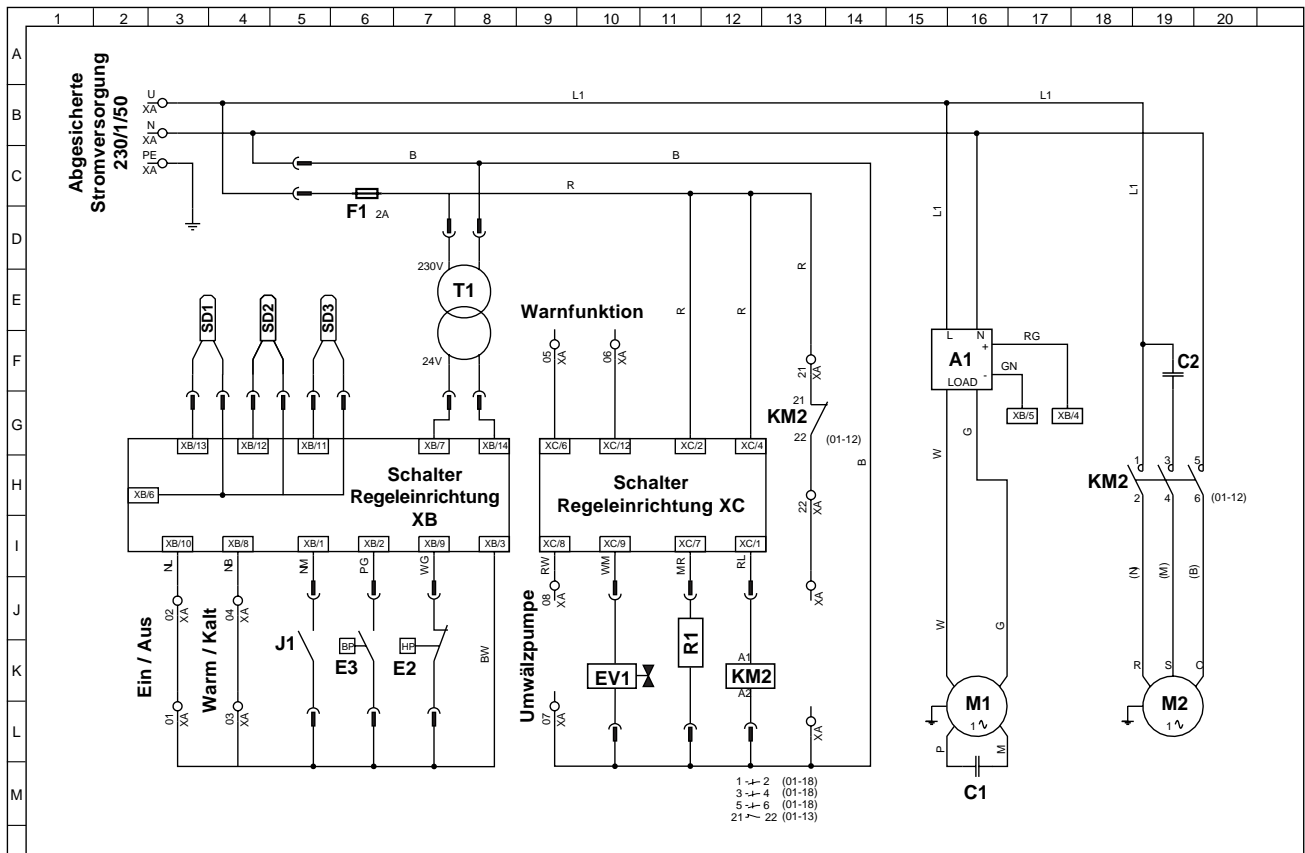 1 2 3 4 5 6 7 8 9 10 11 12 13 14 15 16 17 18 19 20
A
B
C
D
E
F
G
H
I
J
K
L
M
Abgesicherte
Stromversorgung
230/1/50
U
XA
N
XA
PE
XA
L1
L1
B
B
R
F1 2A
L1
R
R
R
230V
T1
24V
SD1
SD2
SD3
Warnfunktion
05
XA
06
XA
21
XA
21
KM2
22 (01-12)
B
L N
+
A1
-
LOAD
RG
GN
XB/5
XB/4
C2
W
G
XB/13
XB/12
XB/11
XB/7
XB/14
XB/6
Schalter
Regeleinrichtung
XB
XB/10
XB/8
XB/1
XB/2
XB/9
XB/3
XC/6
XC/12
XC/2
XC/4
Schalter
Regeleinrichtung XC
XC/8
XC/9
XC/7
XC/1
22
XA
1 3 5
KM2
2 4 6 (01-12)
NL
NB
NM
PG
WG
RW
WM
MR
RL
(N)
(M)
(B)
02
XA
04
XA
08
XA
XA
Ein / Aus
Warm / Kalt
J1
BP
E3
HP
E2
BW
Umwälzpumpe
EV1
R1
A1
KM2
A2
W
G
R S C
M1
1
M2
1
01
XA
03
XA
07
XA
XA
P
M
C1
1 2 (01-18)
3 4 (01-18)
5 6 (01-18)
21 22 (01-13)